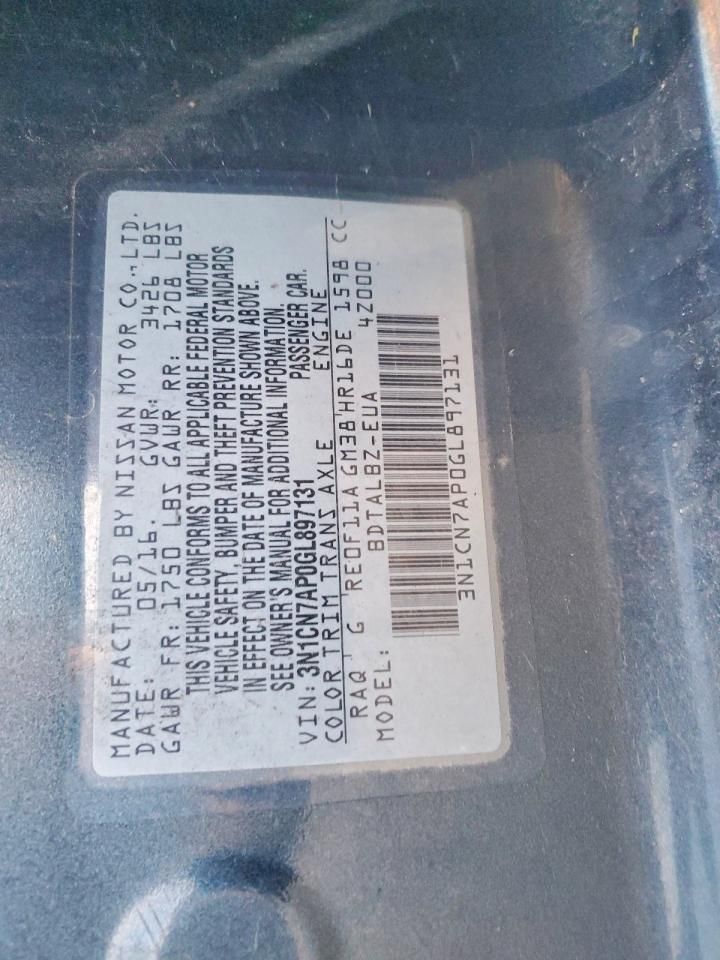 MANUFACTURED BY NISSAN MOTOR CO.,LTD.
DATE: 05/16. GVWR: 3426 LBS
GAWR FR: 1750 LBS GAWR RR: 1708 LBS
THIS VEHICLE CONFORMS TO ALL APPLICABLE FEDERAL MOTOR
VEHICLE SAFETY, BUMPER AND THEFT PREVENTION STANDARDS
IN EFFECT ON THE DATE OF MANUFACTURE SHOWN ABOVE.
SEE OWNER'S MANUAL FOR ADDITIONAL INFORMATION.
VIN: 3N1CN7AP0GL897131 PASSENGER CAR.
COLOR TRIM TRANS AXLE ENGINE
RAQ G RE0F11A GM38 HR16DE 1598 CC
MODEL: BDTALBZ-EUA 4Z000
3N1CN7AP0GL897131